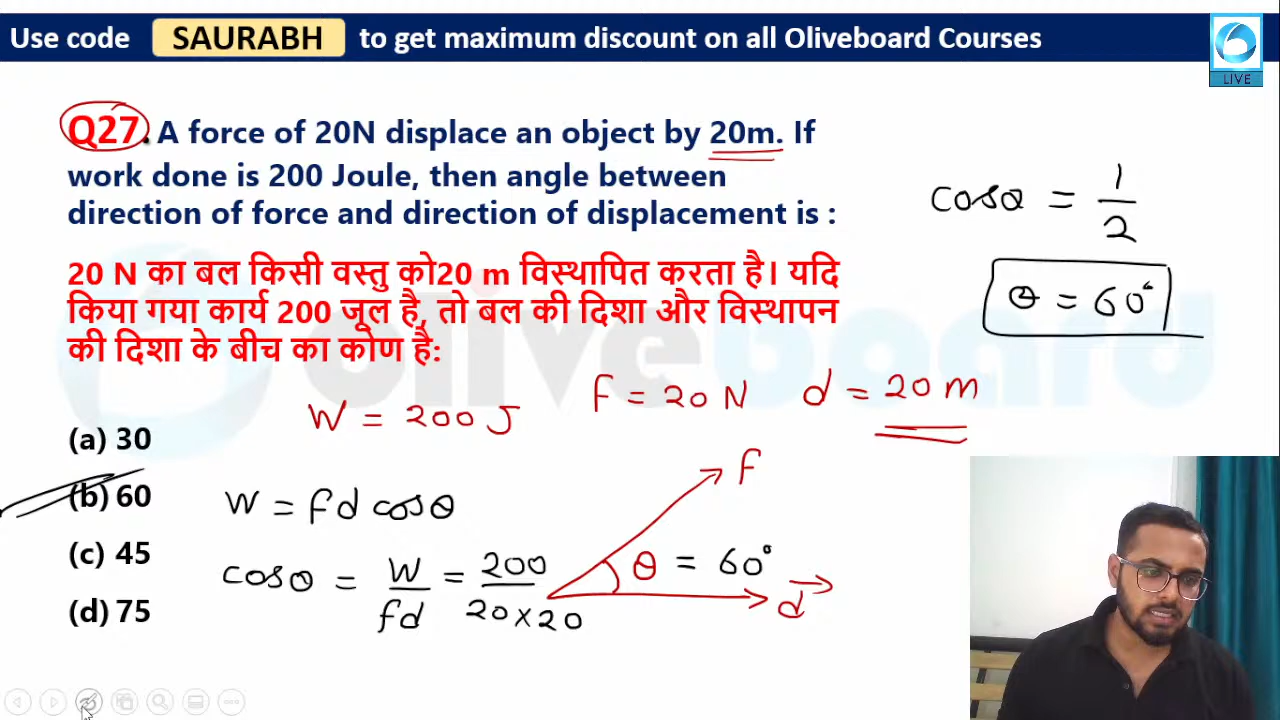 Use code SAURABH to get maximum discount on all Oliveboard Courses
LIVE
Q27. A force of 20N displace an object by 20m. If
work done is 200 Joule, then angle between
direction of force and direction of displacement is :
20 N का बल किसी वस्तु को20 m विस्थापित करता है। यदि
किया गया कार्य 200 जूल है, तो बल की दिशा और विस्थापन
की दिशा के बीच का कोण है:
cosθ = 1/2
θ = 60°
W = 200 J
F = 20 N
d = 20 m
(a) 30
(b) 60
(c) 45
(d) 75
W = Fd cosθ
cosθ = W/Fd = 200/20×20
F
θ = 60°
d
oliveboard